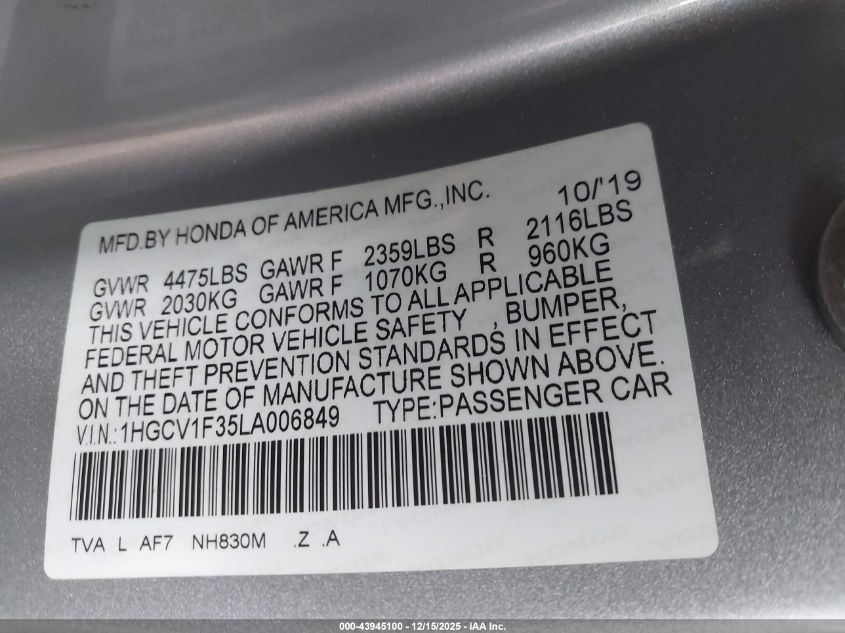 MFD.BY HONDA OF AMERICA MFG.,INC. 10/'19
GVWR 4475LBS GAWR F 2359LBS R 2116LBS
GVWR 2030KG GAWR F 1070KG R 960KG
THIS VEHICLE CONFORMS TO ALL APPLICABLE
FEDERAL MOTOR VEHICLE SAFETY , BUMPER,
AND THEFT PREVENTION STANDARDS IN EFFECT
ON THE DATE OF MANUFACTURE SHOWN ABOVE.
V.I.N.:1HGCV1F35LA006849 TYPE:PASSENGER CAR
TVA L AF7 NH830M .Z .A
000-43945100 - 12/15/2025 - IAA Inc.